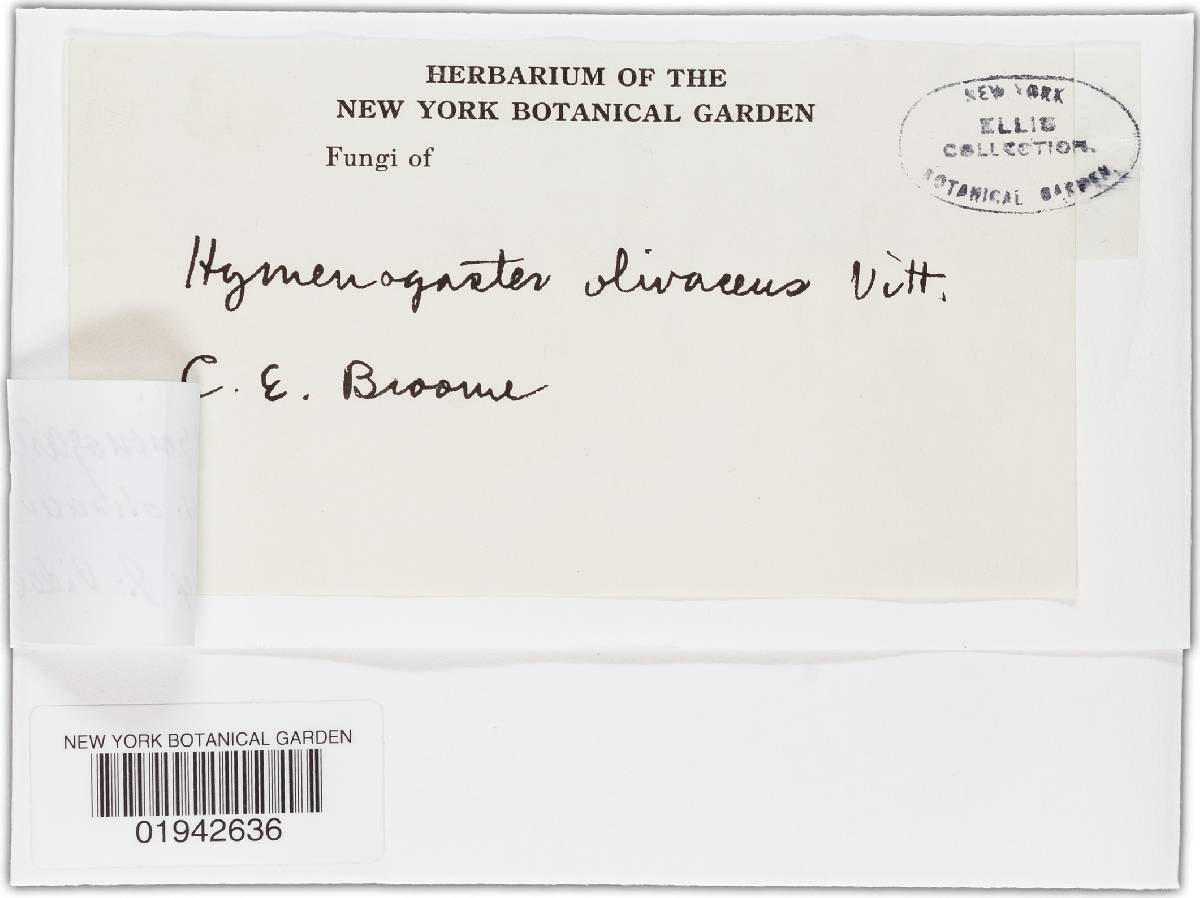 HERBARIUM OF THE
NEW YORK BOTANICAL GARDEN
Fungi of
NEW YORK
ELLIS
COLLECTION.
BOTANICAL GARDEN.
Hymenogaster olivaceus Vitt.
C. E. Broome
NEW YORK BOTANICAL GARDEN
01942636